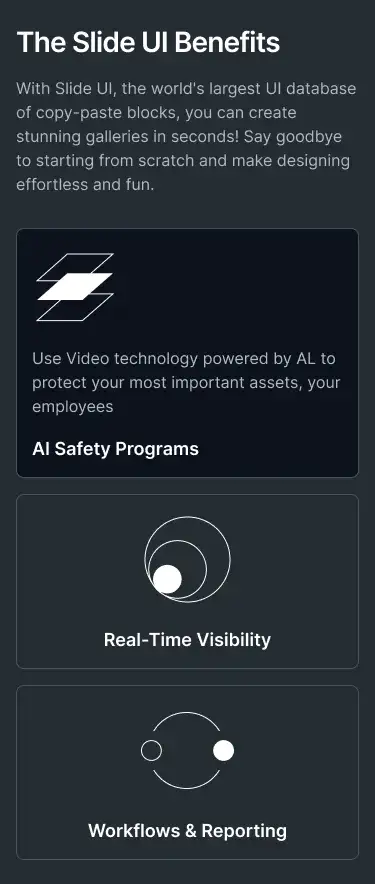 The Slide UI Benefits
With Slide UI, the world's largest UI database
of copy-paste blocks, you can create
stunning galleries in seconds! Say goodbye
to starting from scratch and make designing
effortless and fun.
Use Video technology powered by AL to
protect your most important assets, your
employees
AI Safety Programs
Real-Time Visibility
Workflows & Reporting